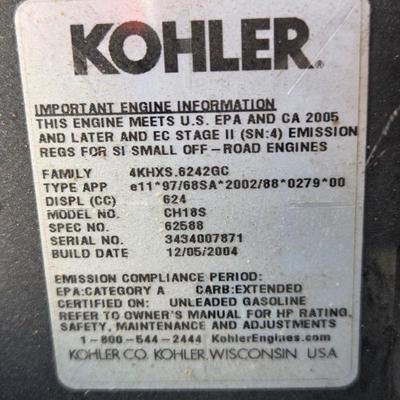 KOHLER.
IMPORTANT ENGINE INFORMATION
THIS ENGINE MEETS U.S. EPA AND CA 2005
AND LATER AND EC STAGE II (SN:4) EMISSION
REGS FOR SI SMALL OFF-ROAD ENGINES
FAMILY 4KHXS.6242GC
TYPE APP e11*97/68SA*2002/88*0279*00
DISPL (CC) 624
MODEL NO. CH18S
SPEC NO. 62588
SERIAL NO. 3434007871
BUILD DATE 12/05/2004
EMISSION COMPLIANCE PERIOD:
EPA:CATEGORY A CARB:EXTENDED
CERTIFIED ON: UNLEADED GASOLINE
REFER TO OWNER'S MANUAL FOR HP RATING,
SAFETY, MAINTENANCE AND ADJUSTMENTS
1-800-544-2444 KohlerEngines.com
KOHLER CO. KOHLER, WISCONSIN USA